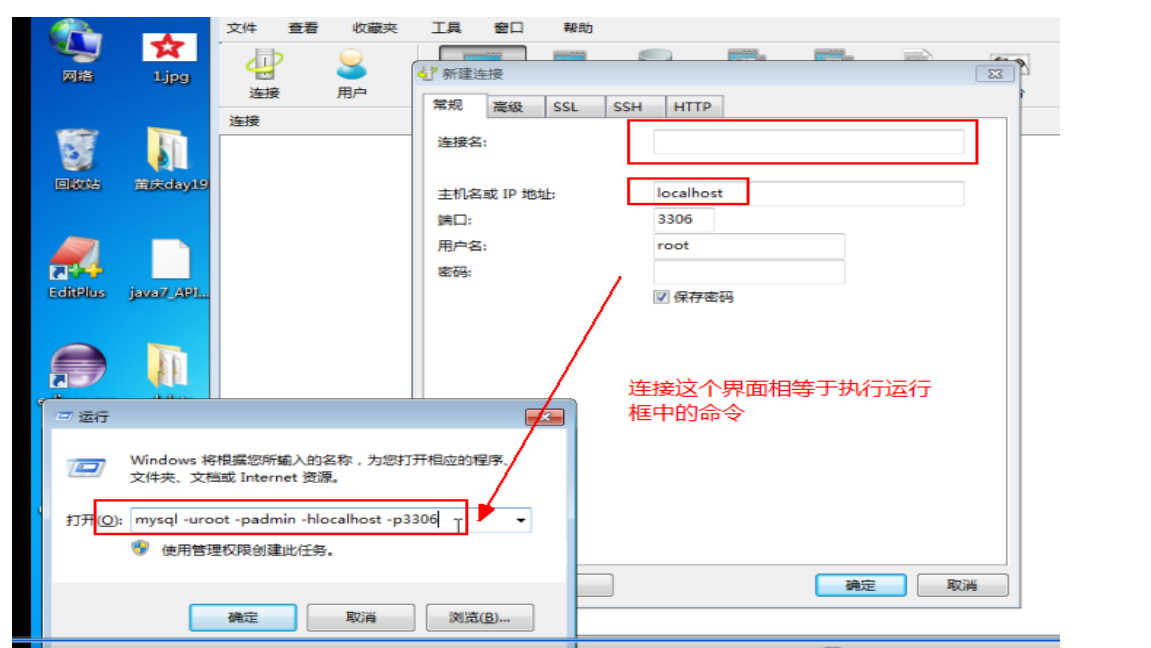 文件 查看 收藏夹 工具 窗口 帮助
网络
1.jpg
连接 用户
新建连接
常规 高级 SSL SSH HTTP
连接
连接名:
回收站
黄庆day19
主机名或 IP 地址: localhost
端口: 3306
用户名: root
密码:
保存密码
EditPlus
java7_API...
连接这个界面相等于执行运行
框中的命令
运行
Windows 将根据您所输入的名称，为您打开相应的程序、
文件夹、文档或 Internet 资源。
打开(O): mysql -uroot -padmin -hlocalhost -p3306
使用管理权限创建此任务。
确定 取消
确定 取消 浏览(B)...